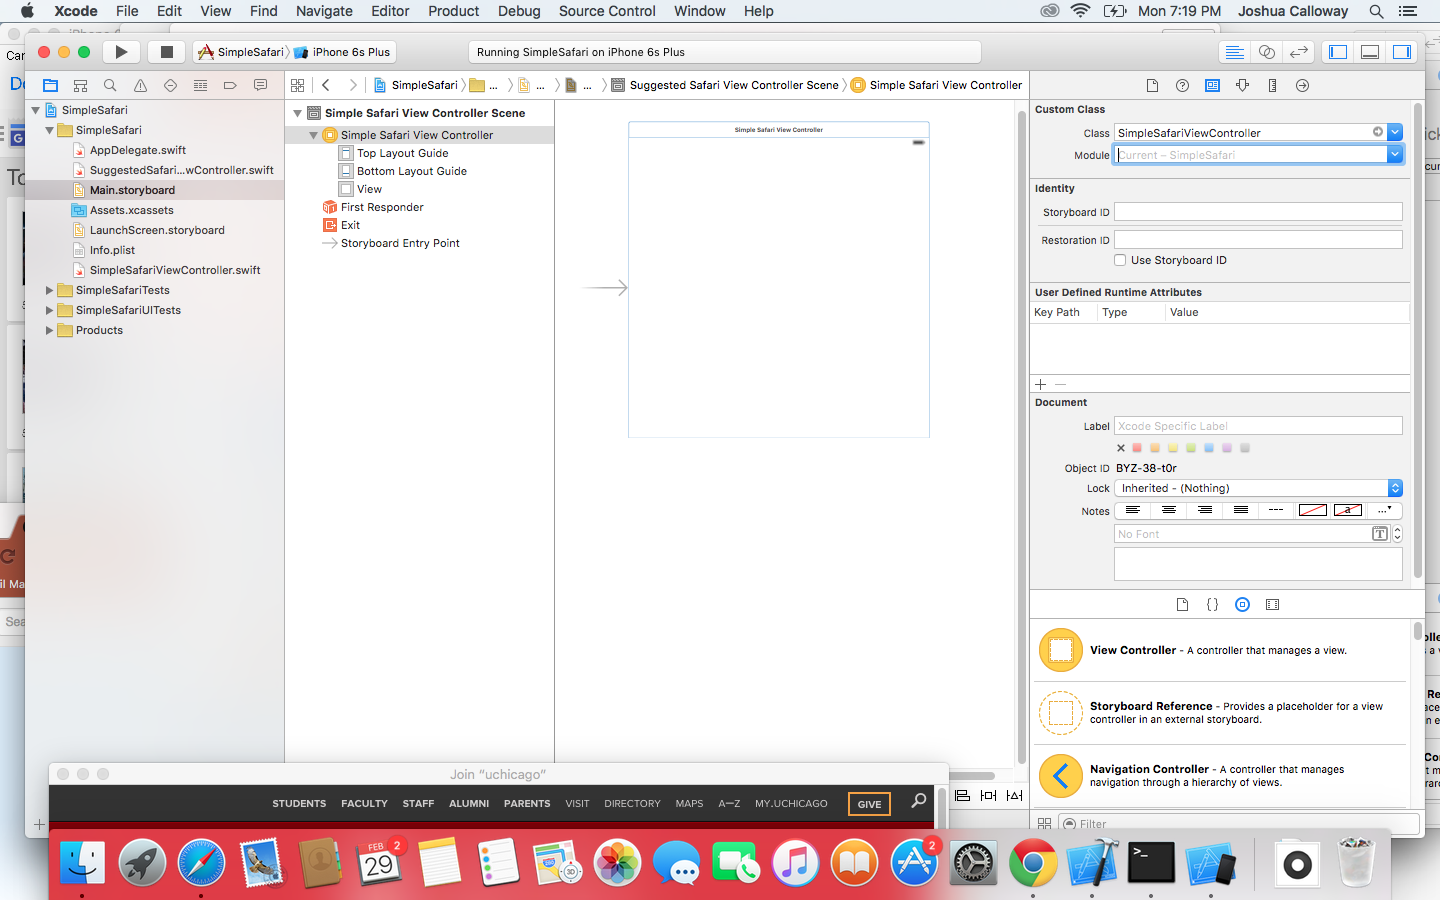 Xcode File Edit View Find Navigate Editor Product Debug Source Control Window Help
Mon 7:19 PM Joshua Calloway
SimpleSafari iPhone 6s Plus
Running SimpleSafari on iPhone 6s Plus
SimpleSafari ... ... ... Suggested Safari View Controller Scene Simple Safari View Controller
SimpleSafari
SimpleSafari
AppDelegate.swift
SuggestedSafari...wController.swift
Main.storyboard
Assets.xcassets
LaunchScreen.storyboard
Info.plist
SimpleSafariViewController.swift
SimpleSafariTests
SimpleSafariUITests
Products
Simple Safari View Controller Scene
Simple Safari View Controller
Top Layout Guide
Bottom Layout Guide
View
First Responder
Exit
Storyboard Entry Point
Simple Safari View Controller
Custom Class
Class SimpleSafariViewController
Module Current – SimpleSafari
Identity
Storyboard ID
Restoration ID
Use Storyboard ID
User Defined Runtime Attributes
Key Path Type Value
Document
Label Xcode Specific Label
Object ID BYZ-38-t0r
Lock Inherited - (Nothing)
Notes
No Font
View Controller - A controller that manages a view.
Storyboard Reference - Provides a placeholder for a view
controller in an external storyboard.
Navigation Controller - A controller that manages
navigation through a hierarchy of views.
Filter
Join “uchicago”
STUDENTS FACULTY STAFF ALUMNI PARENTS VISIT DIRECTORY MAPS A–Z MY.UCHICAGO GIVE
FEB
29
2
3D
2